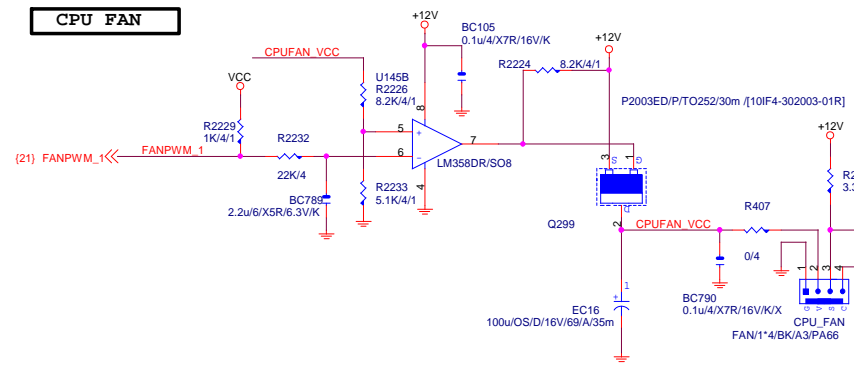 CPU FAN
+12V
BC105
0.1u/4/X7R/16V/K
+12V
CPUFAN_VCC
R2224
8.2K/4/1
VCC
U145B
R2226
8.2K/4/1
P2003ED/P/TO252/30m /[10IF4-302003-01R]
8
+12V
R2229
1K/4/1
5
+
7
6
-
LM358DR/SO8
{21} FANPWM_1
FANPWM_1
R2232
22K/4
3
S
1
G
4
R2233
5.1K/4/1
BC789
2.2u/6/X5R/6.3V/K
D
2
Q299
CPUFAN_VCC
R407
0/4
1
+
EC16
100u/OS/D/16V/69/A/35m
BC790
0.1u/4/X7R/16V/K/X
1
2
3
4
G
V
S
C
CPU_FAN
FAN/1*4/BK/A3/PA66